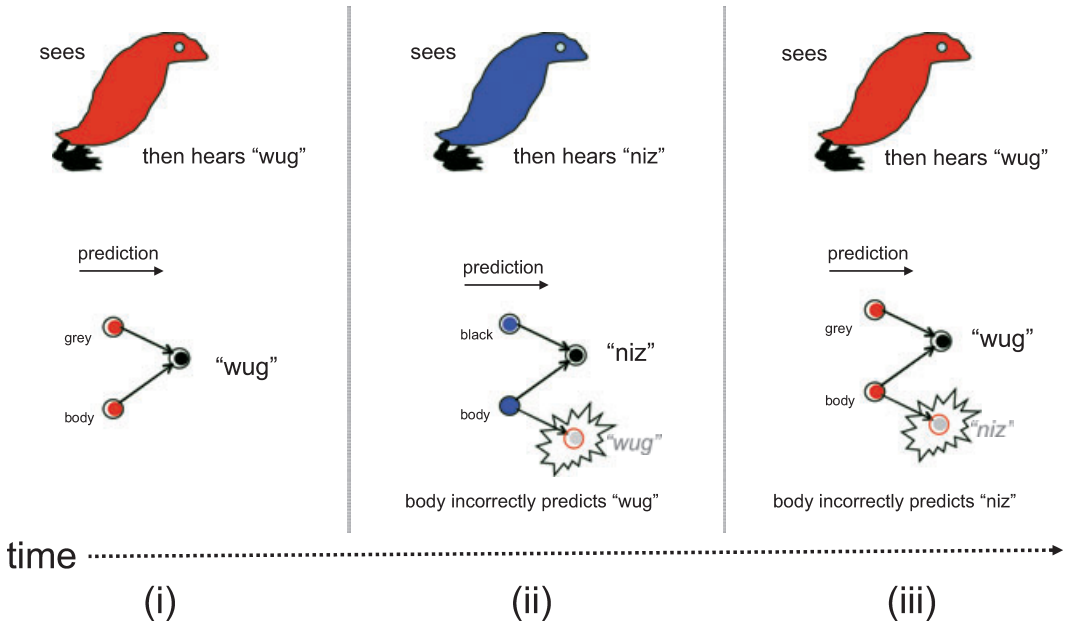 sees
then hears “wug”
prediction
grey
body
“wug”
sees
then hears “niz”
prediction
black
body
“niz”
“wug”
body incorrectly predicts “wug”
sees
then hears “wug”
prediction
grey
body
“wug”
“niz”
body incorrectly predicts “niz”
time
(i)
(ii)
(iii)